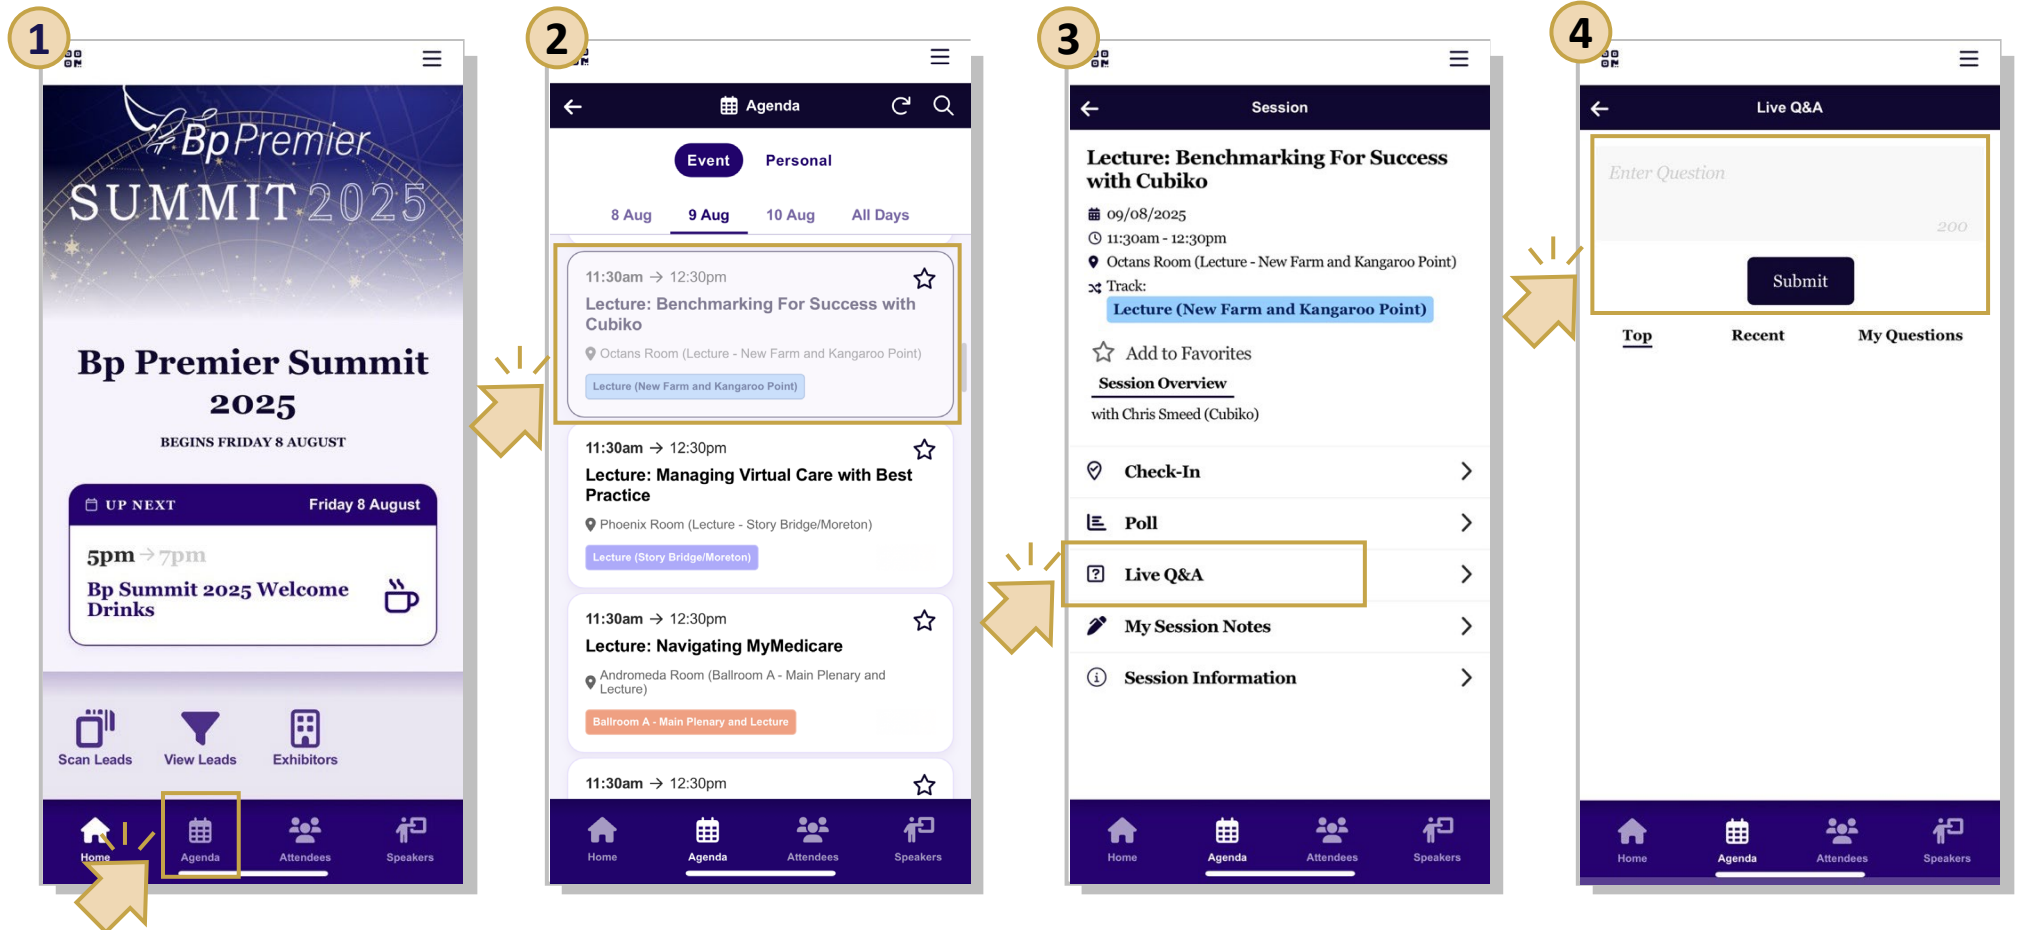 1
BpPremier
SUMMIT 2025
Bp Premier Summit
2025
BEGINS FRIDAY 8 AUGUST
UP NEXT Friday 8 August
5pm → 7pm
Bp Summit 2025 Welcome
Drinks
Scan Leads View Leads Exhibitors
Home Agenda Attendees Speakers
2
Agenda
Event Personal
8 Aug 9 Aug 10 Aug All Days
11:30am → 12:30pm
Lecture: Benchmarking For Success with
Cubiko
Octans Room (Lecture - New Farm and Kangaroo Point)
Lecture (New Farm and Kangaroo Point)
11:30am → 12:30pm
Lecture: Managing Virtual Care with Best
Practice
Phoenix Room (Lecture - Story Bridge/Moreton)
Lecture (Story Bridge/Moreton)
11:30am → 12:30pm
Lecture: Navigating MyMedicare
Andromeda Room (Ballroom A - Main Plenary and
Lecture)
Ballroom A - Main Plenary and Lecture
11:30am → 12:30pm
Home Agenda Attendees Speakers
3
Session
Lecture: Benchmarking For Success
with Cubiko
09/08/2025
11:30am - 12:30pm
Octans Room (Lecture - New Farm and Kangaroo Point)
Track:
Lecture (New Farm and Kangaroo Point)
Add to Favorites
Session Overview
with Chris Smeed (Cubiko)
Check-In
Poll
Live Q&A
My Session Notes
Session Information
Home Agenda Attendees Speakers
4
Live Q&A
Enter Question
200
Submit
Top Recent My Questions
Home Agenda Attendees Speakers